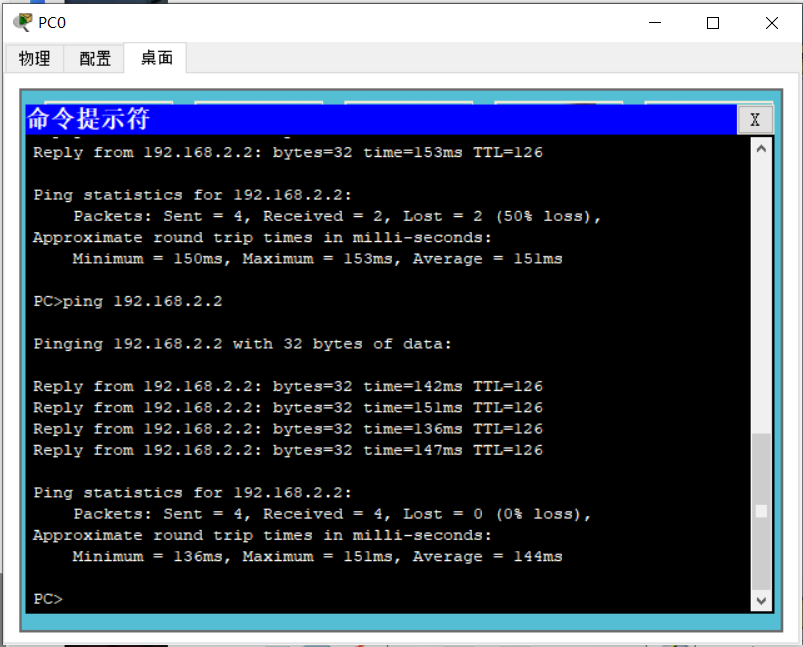 PC0
物理 配置 桌面
命令提示符 X
Reply from 192.168.2.2: bytes=32 time=153ms TTL=126
Ping statistics for 192.168.2.2:
Packets: Sent = 4, Received = 2, Lost = 2 (50% loss),
Approximate round trip times in milli-seconds:
Minimum = 150ms, Maximum = 153ms, Average = 151ms
PC>ping 192.168.2.2
Pinging 192.168.2.2 with 32 bytes of data:
Reply from 192.168.2.2: bytes=32 time=142ms TTL=126
Reply from 192.168.2.2: bytes=32 time=151ms TTL=126
Reply from 192.168.2.2: bytes=32 time=136ms TTL=126
Reply from 192.168.2.2: bytes=32 time=147ms TTL=126
Ping statistics for 192.168.2.2:
Packets: Sent = 4, Received = 4, Lost = 0 (0% loss),
Approximate round trip times in milli-seconds:
Minimum = 136ms, Maximum = 151ms, Average = 144ms
PC>